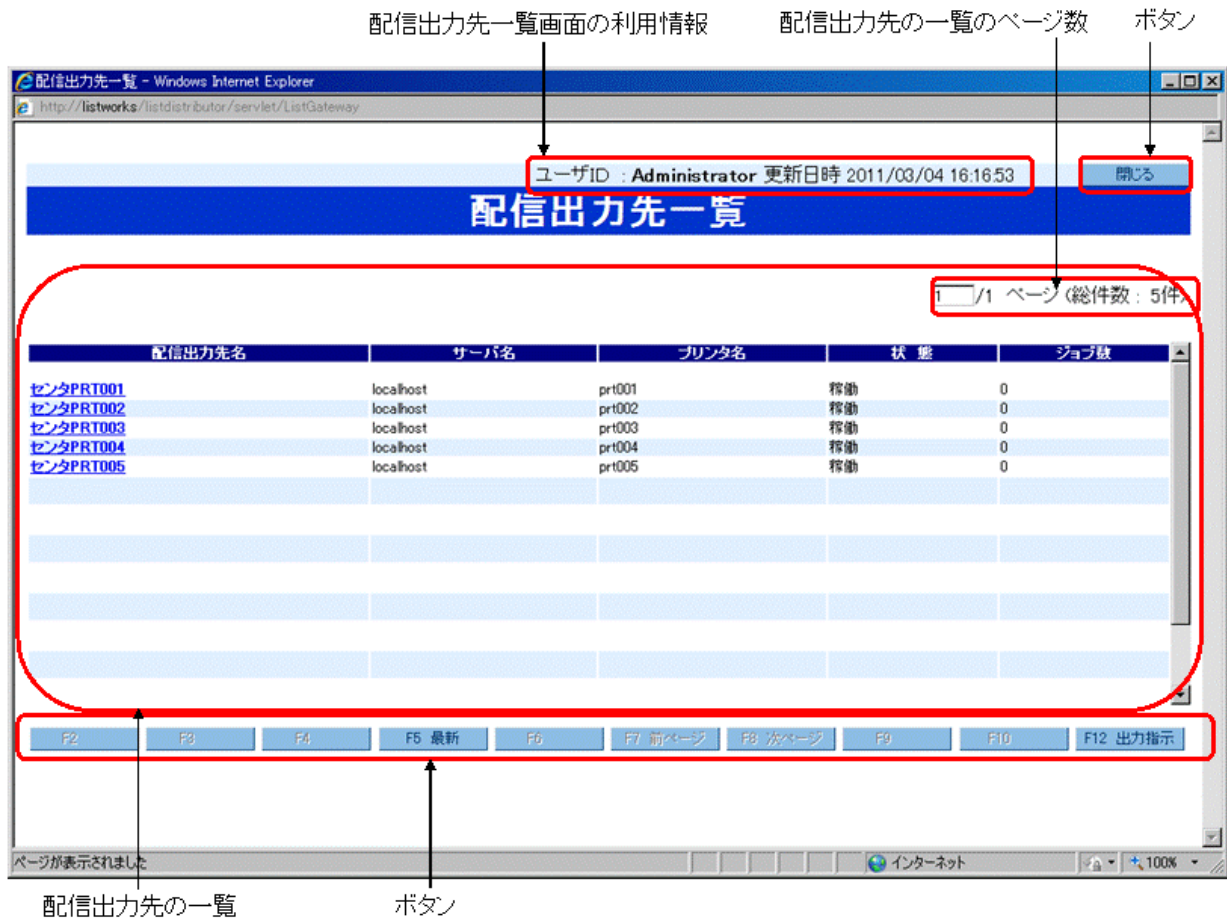 配信出力先一覧画面の利用情報 配信出力先の一覧のページ数 ボタン
配信出力先一覧 - Windows Internet Explorer
http://listworks/listdistributor/servlet/ListGateway
ユーザID : Administrator 更新日時 2011/03/04 16:16:53 閉じる
配信出力先一覧
1 /1 ページ (総件数 : 5件)
配信出力先名 サーバ名 プリンタ名 状 態 ジョブ数
センタPRT001 localhost prt001 稼働 0
センタPRT002 localhost prt002 稼働 0
センタPRT003 localhost prt003 稼働 0
センタPRT004 localhost prt004 稼働 0
センタPRT005 localhost prt005 稼働 0
F2 F3 F4 F5 最新 F6 F7 前ページ F8 次ページ F9 F10 F12 出力指示
ページが表示されました インターネット 100%
配信出力先の一覧 ボタン